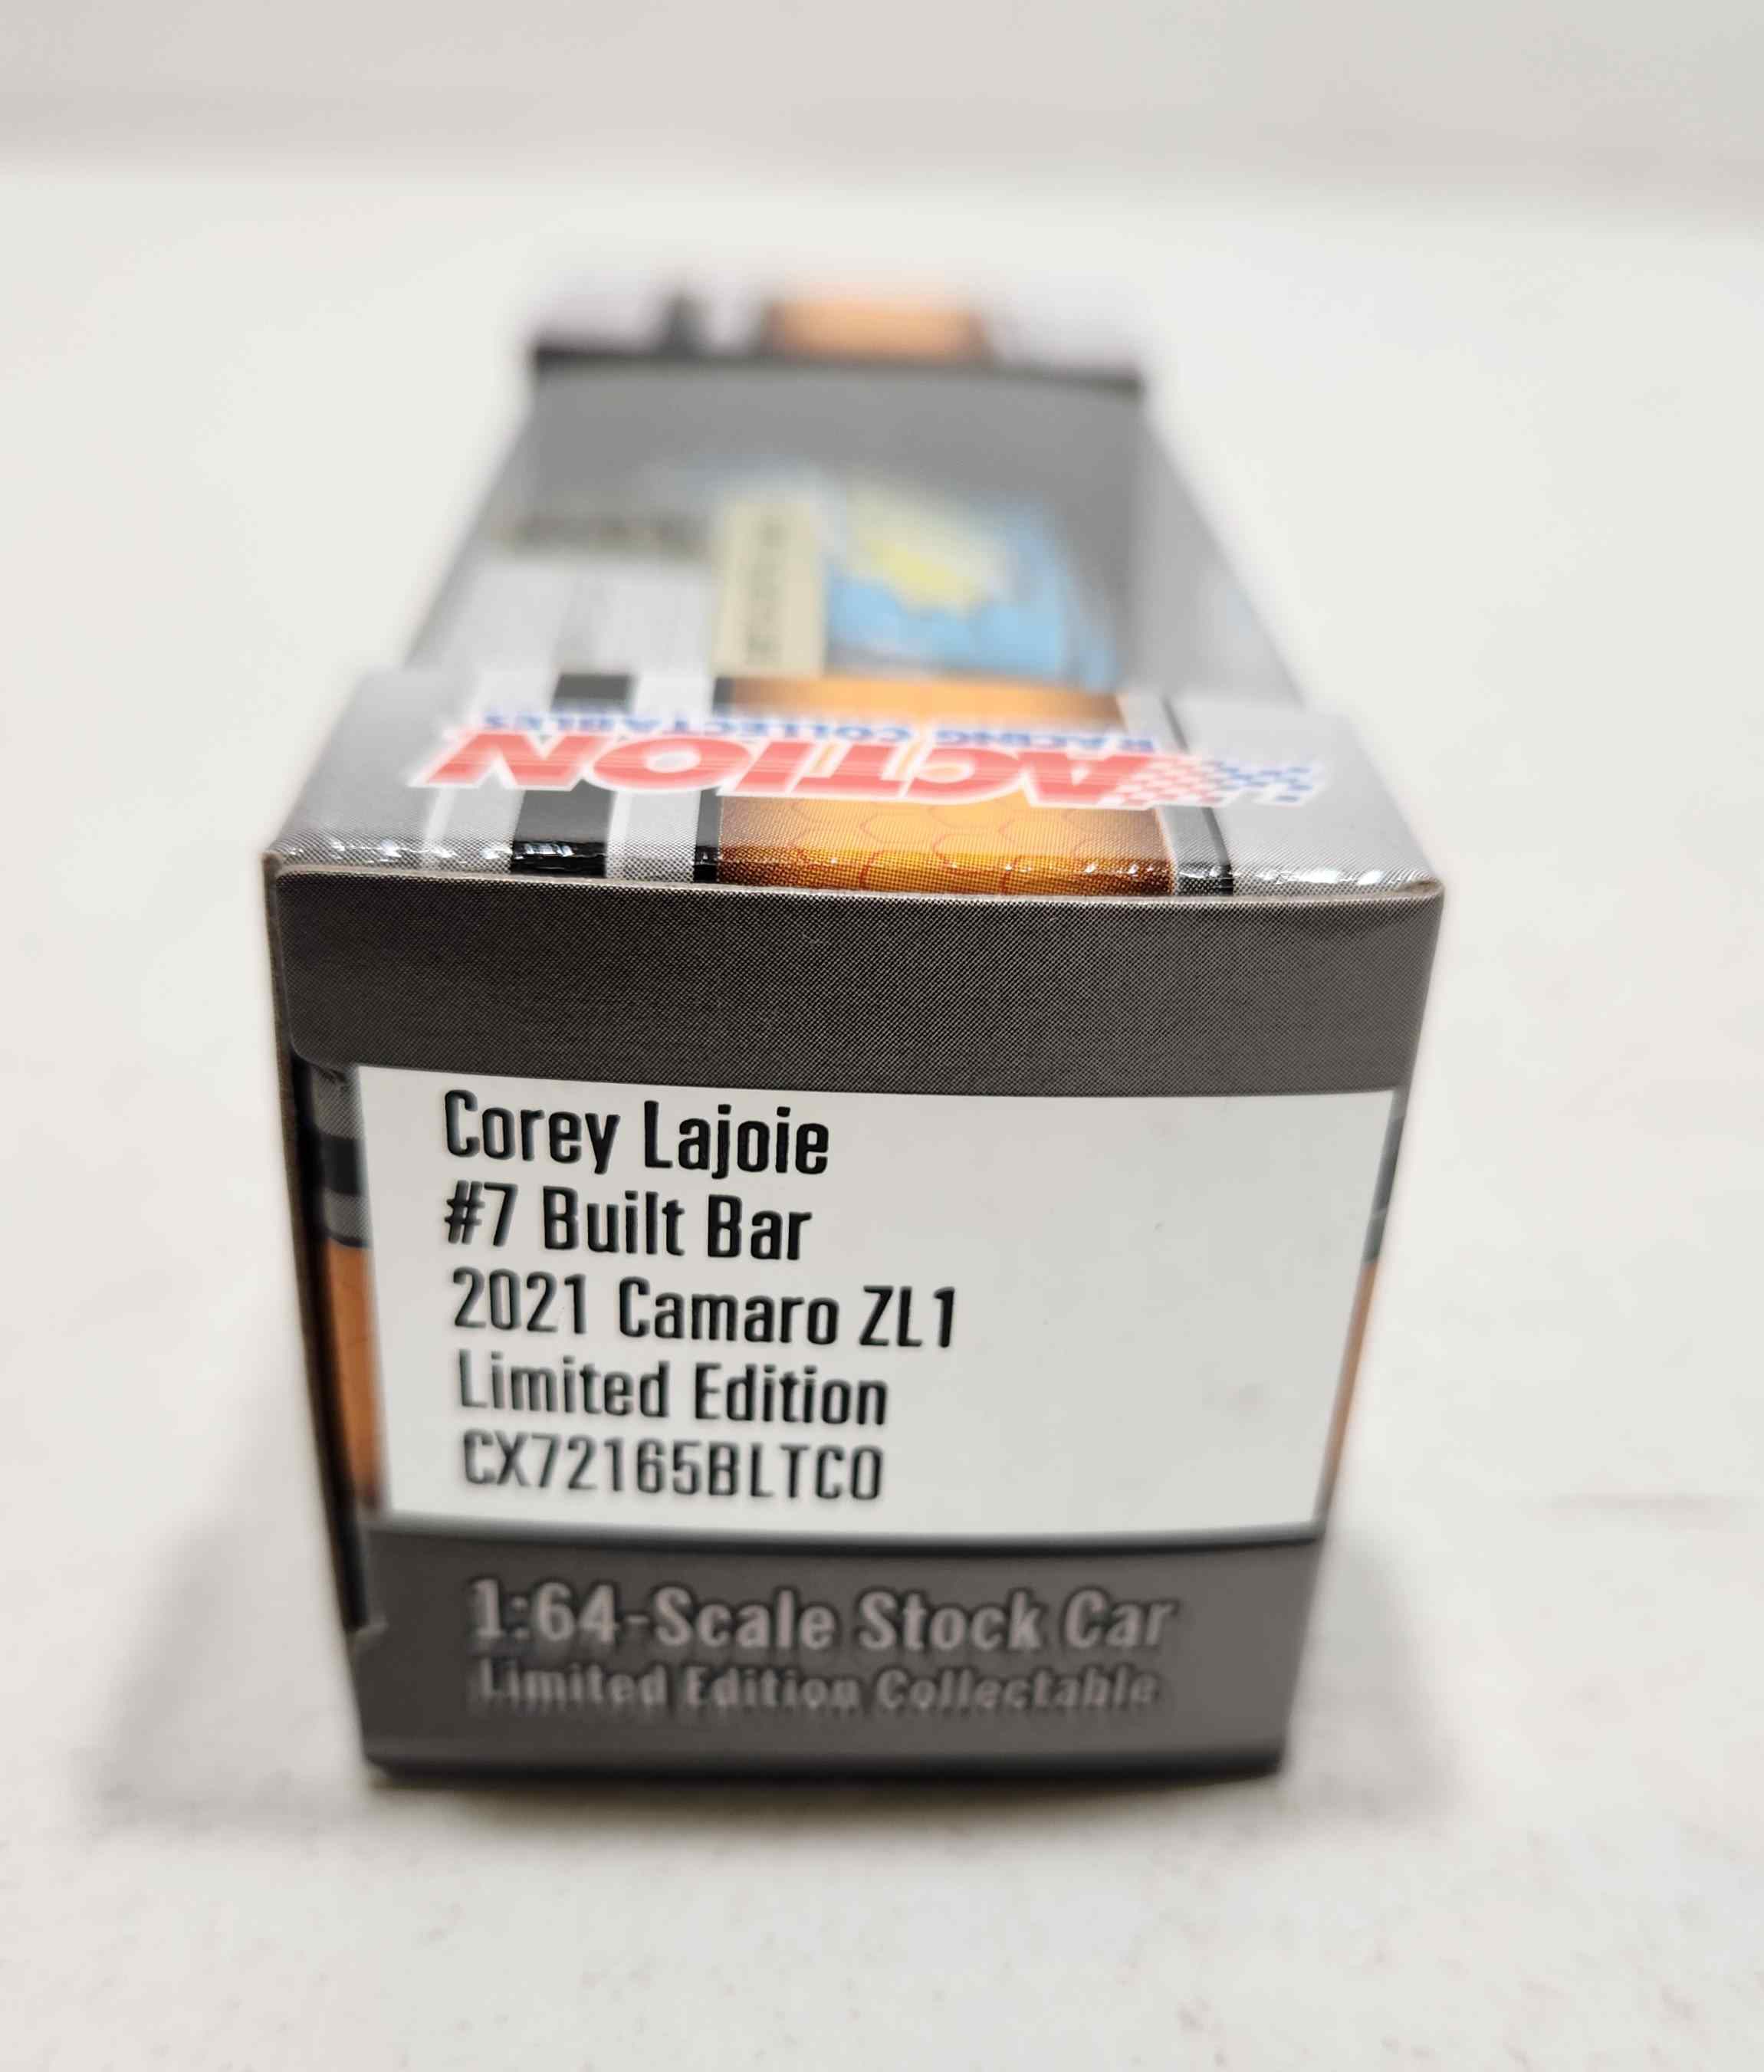 RACING COLLECTABLES
ACTION
Corey Lajoie
#7 Built Bar
2021 Camaro ZL1
Limited Edition
CX72165BLTCO
1:64-Scale Stock Car
Limited Edition Collectable